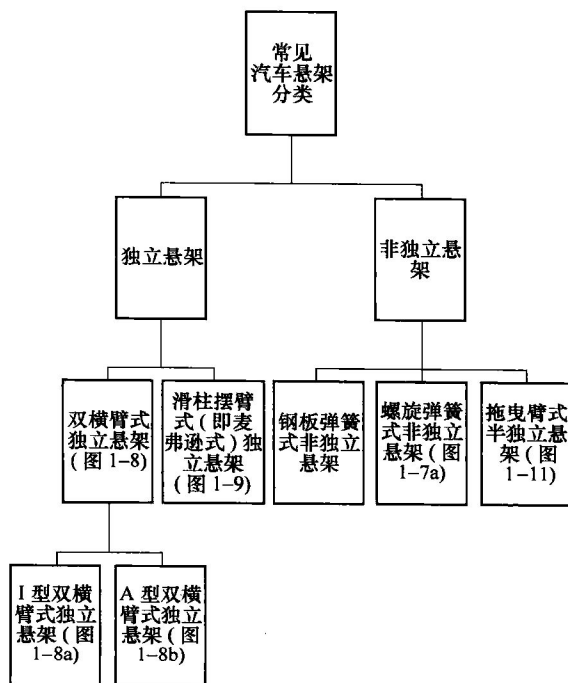 常见
汽车悬架
分类
独立悬架
非独立悬
架
双横臂式
独立悬架
(图 1–8)
滑柱摆臂
式(即麦
弗逊式)独
立悬架
(图 1–9)
钢板弹簧
式非独立
悬架
螺旋弹簧
式非独立
悬架(图
1–7a)
拖曳臂式
半独立悬
架(图
1–11)
I 型双横
臂式独立
悬架(图
1–8a)
A 型双横
臂式独立
悬架(图
1–8b)